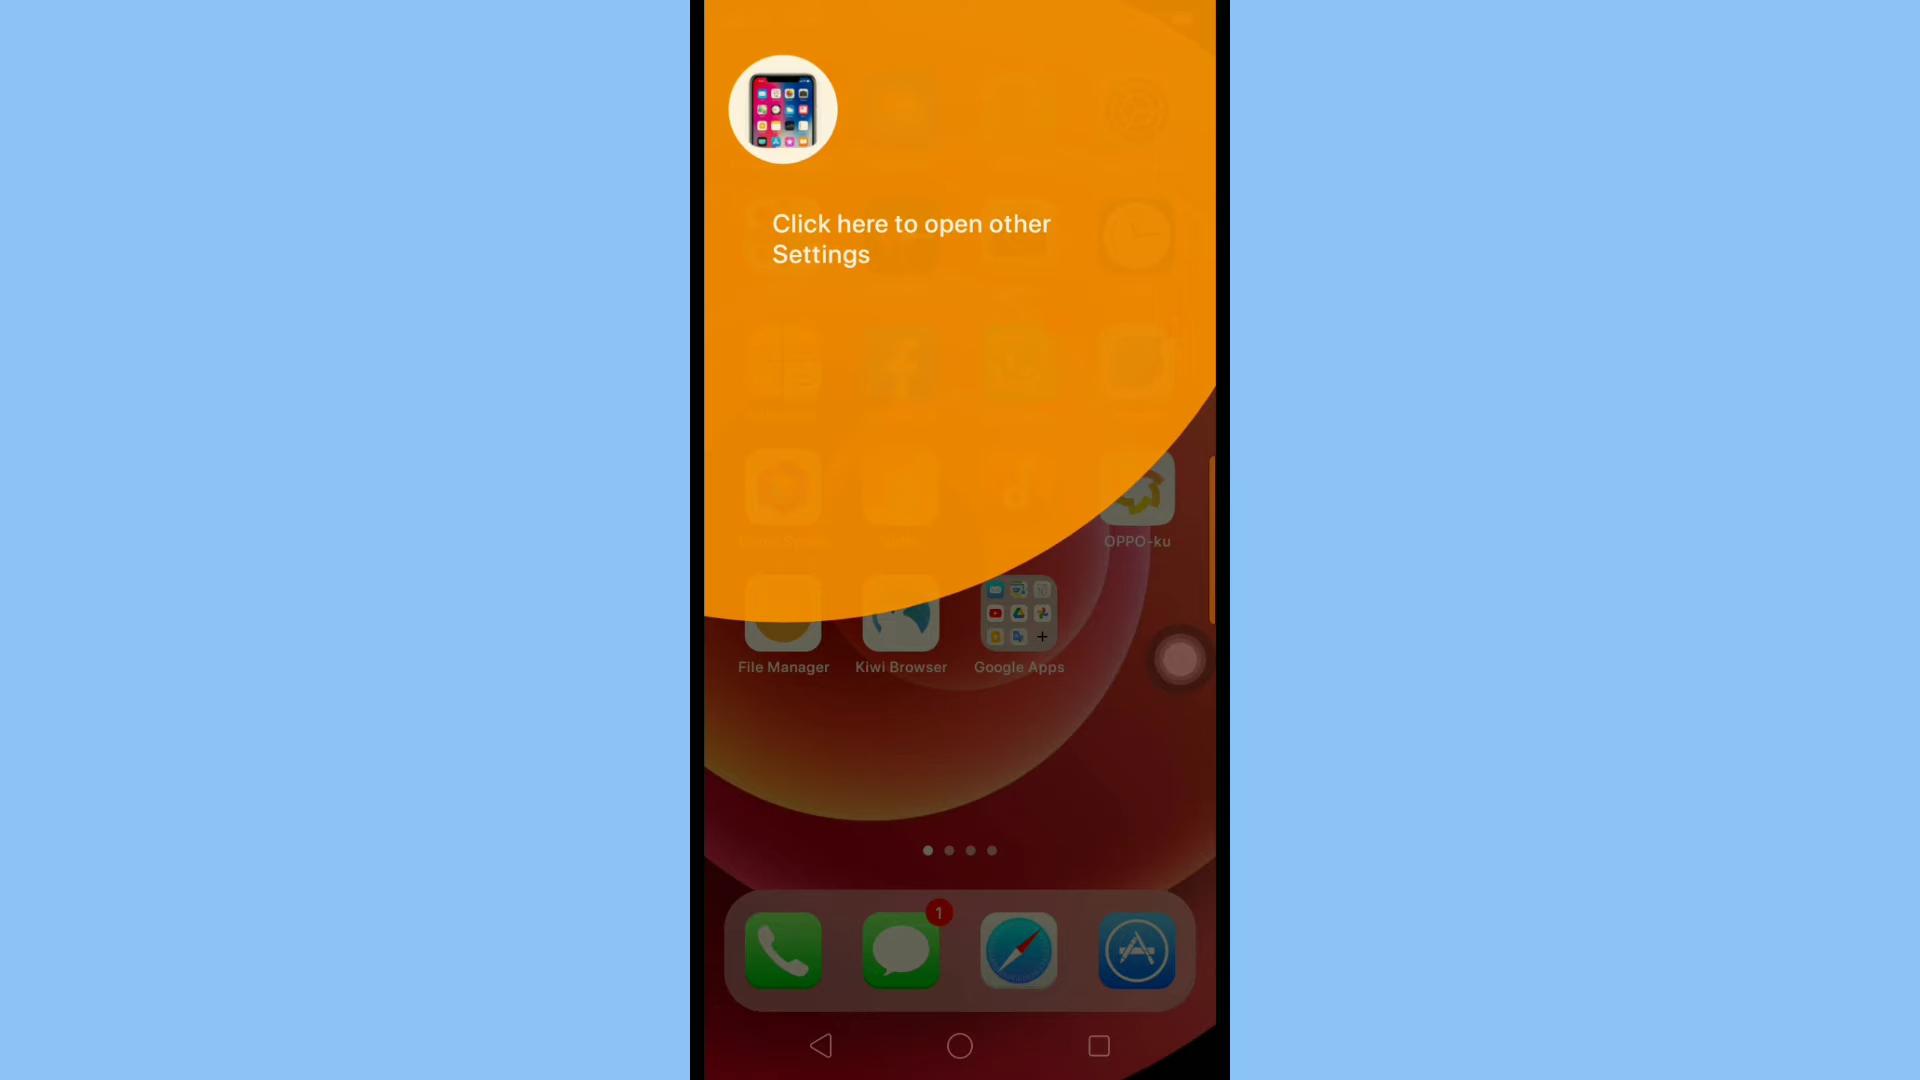 Click here to open other
Settings
OPPO-ku
File Manager
Kiwi Browser
Google Apps
1